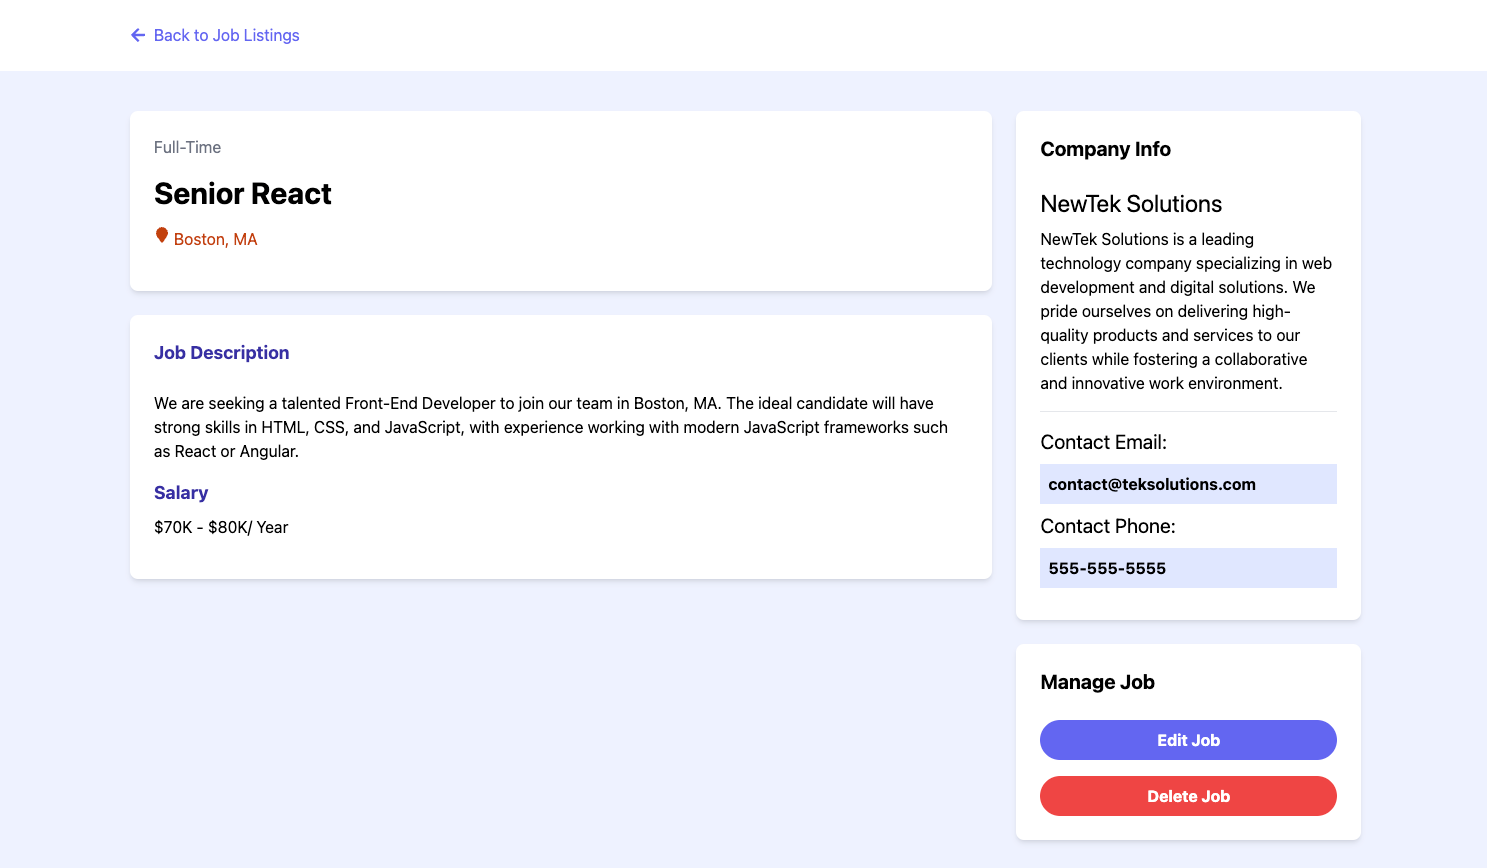 Back to Job Listings
Full-Time
Senior React
Boston, MA
Job Description
We are seeking a talented Front-End Developer to join our team in Boston, MA. The ideal candidate will have
strong skills in HTML, CSS, and JavaScript, with experience working with modern JavaScript frameworks such
as React or Angular.
Salary
$70K - $80K/ Year
Company Info
NewTek Solutions
NewTek Solutions is a leading
technology company specializing in web
development and digital solutions. We
pride ourselves on delivering high-
quality products and services to our
clients while fostering a collaborative
and innovative work environment.
Contact Email:
contact@teksolutions.com
Contact Phone:
555-555-5555
Manage Job
Edit Job
Delete Job